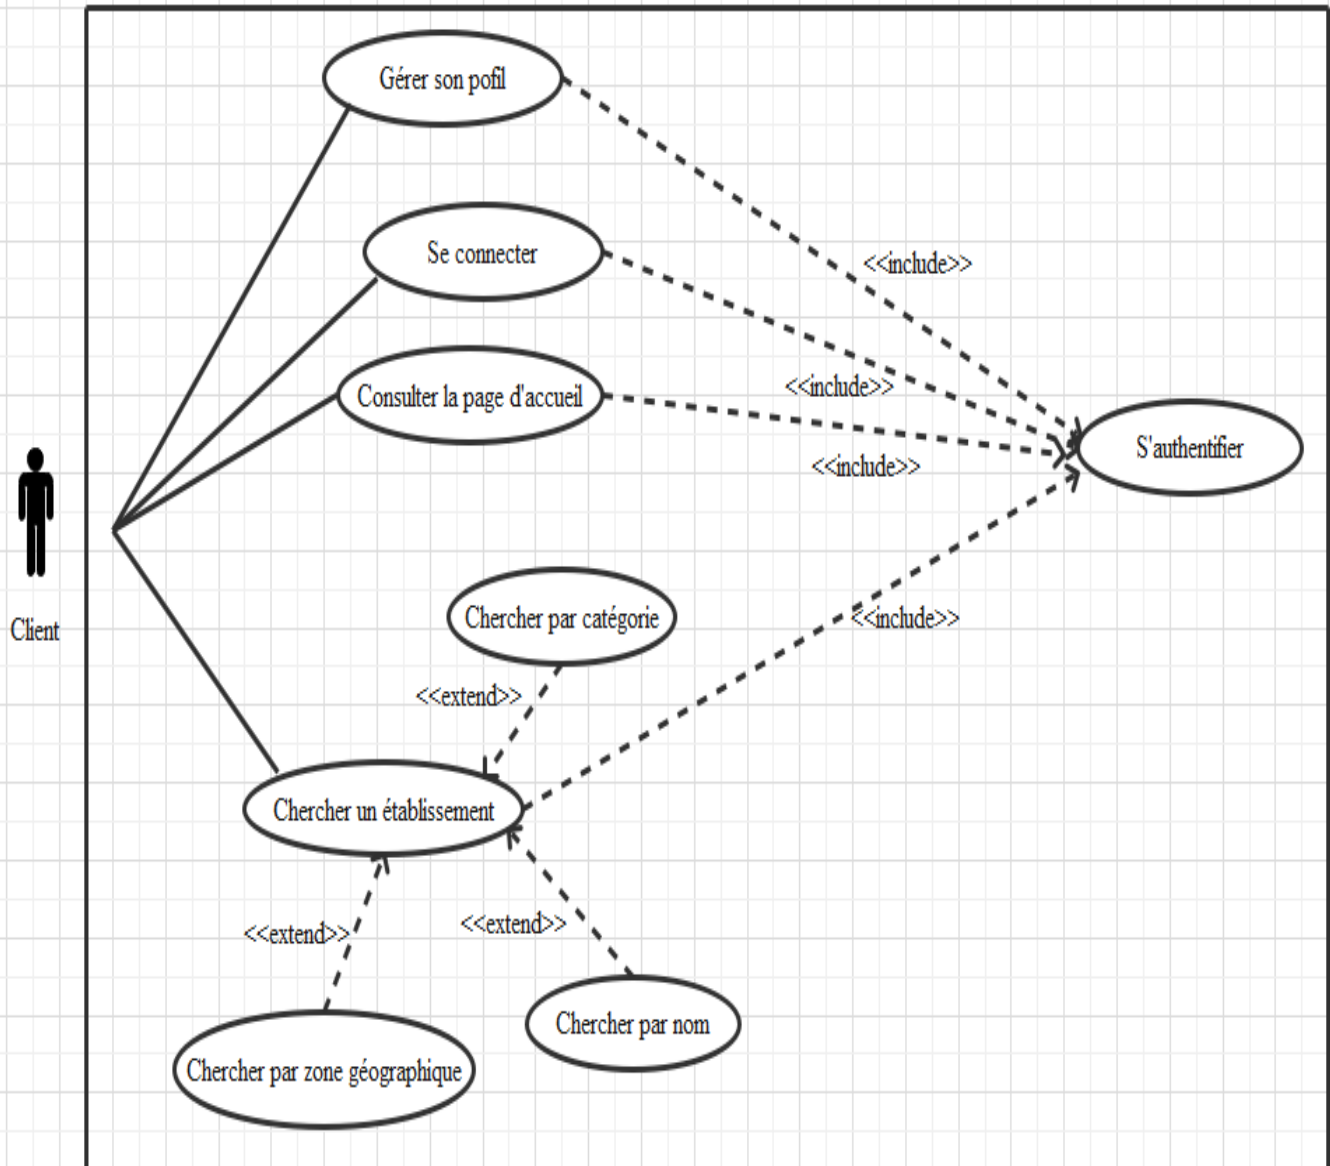 Gérer son pofil
Se connecter
<<include>>
Consulter la page d'accueil
<<include>>
<<include>>
S'authentifier
Client
Chercher par catégorie
<<include>>
<<extend>>
Chercher un établissement
<<extend>>
<<extend>>
Chercher par nom
Chercher par zone géographique